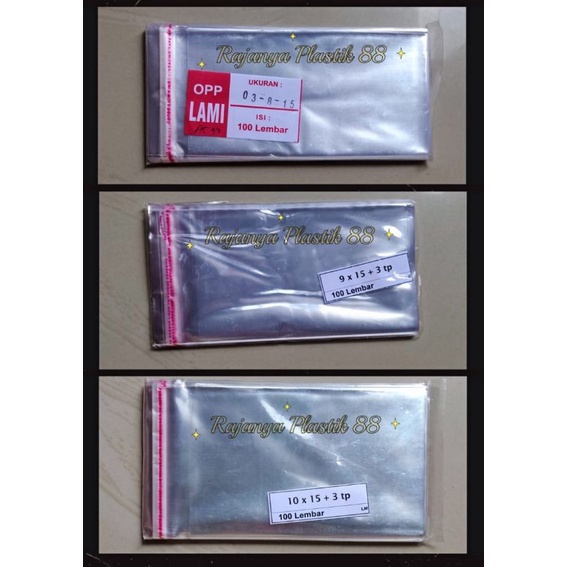 Rajanya Plastik 88
OPP
LAMI
UKURAN :
03-8-15
ISI :
100 Lembar
Rajanya Plastik 88
9 x 15 + 3 tp
100 Lembar
Rajanya Plastik 88
10 x 15 + 3 tp
100 Lembar
LM